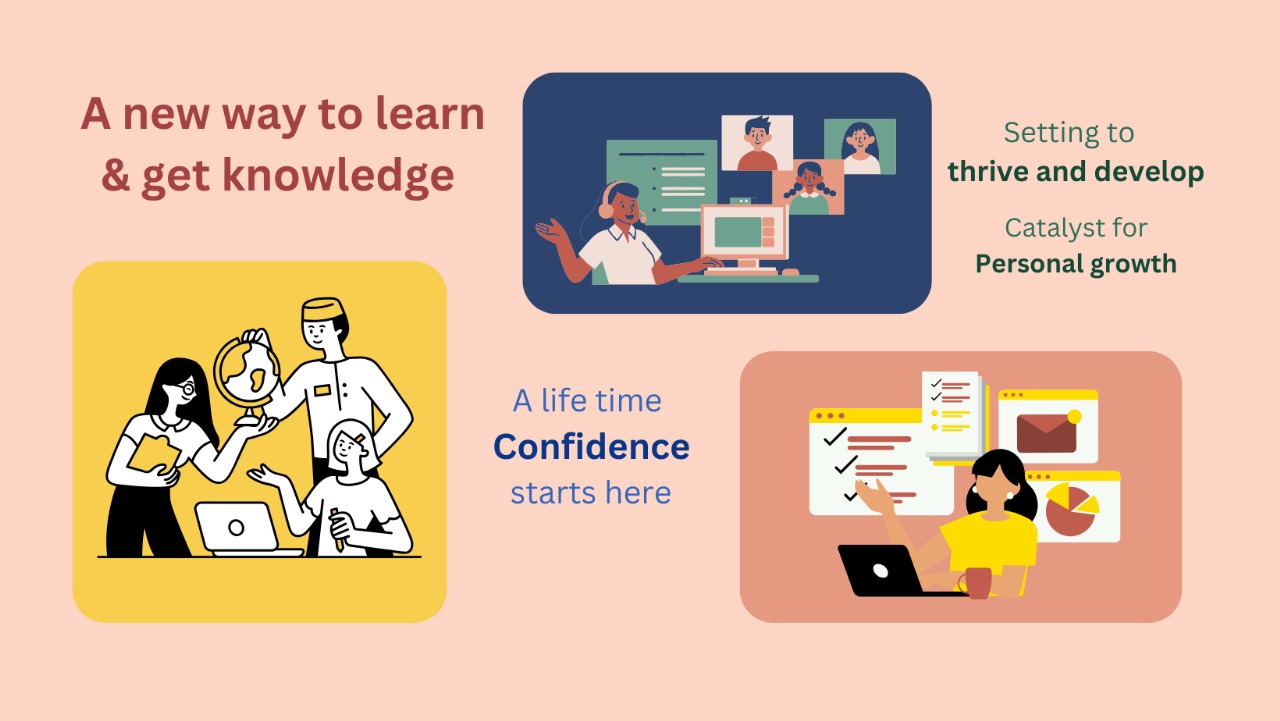 A new way to learn
& get knowledge
Setting to
thrive and develop
Catalyst for
Personal growth
A life time
Confidence
starts here